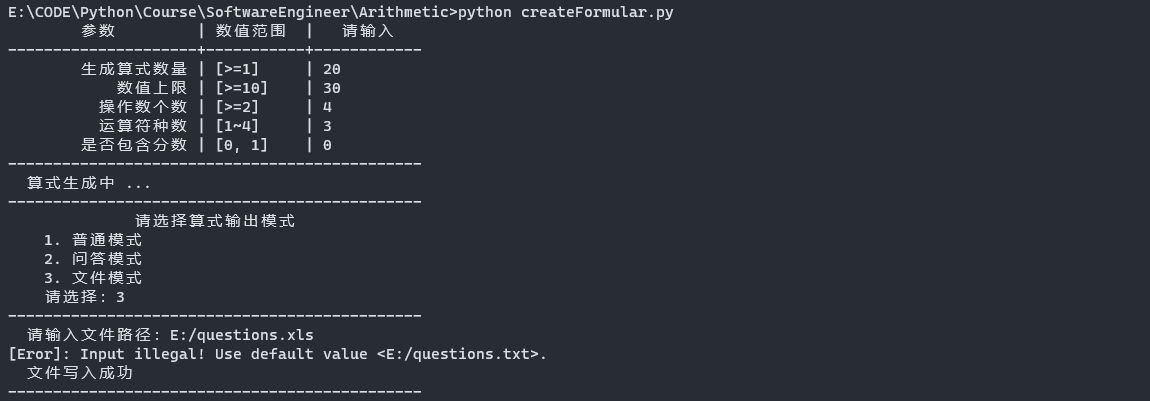 E:\CODE\Python\Course\SoftwareEngineer\Arithmetic>python createFormular.py
参数 | 数值范围 | 请输入
---------------------+-----------+------------
生成算式数量 | [>=1] | 20
数值上限 | [>=10] | 30
操作数个数 | [>=2] | 4
运算符种数 | [1~4] | 3
是否包含分数 | [0, 1] | 0
----------------------------------------------
算式生成中 ...
----------------------------------------------
请选择算式输出模式
1. 普通模式
2. 问答模式
3. 文件模式
请选择: 3
----------------------------------------------
请输入文件路径: E:/questions.xls
[Eror]: Input illegal! Use default value <E:/questions.txt>.
文件写入成功
----------------------------------------------